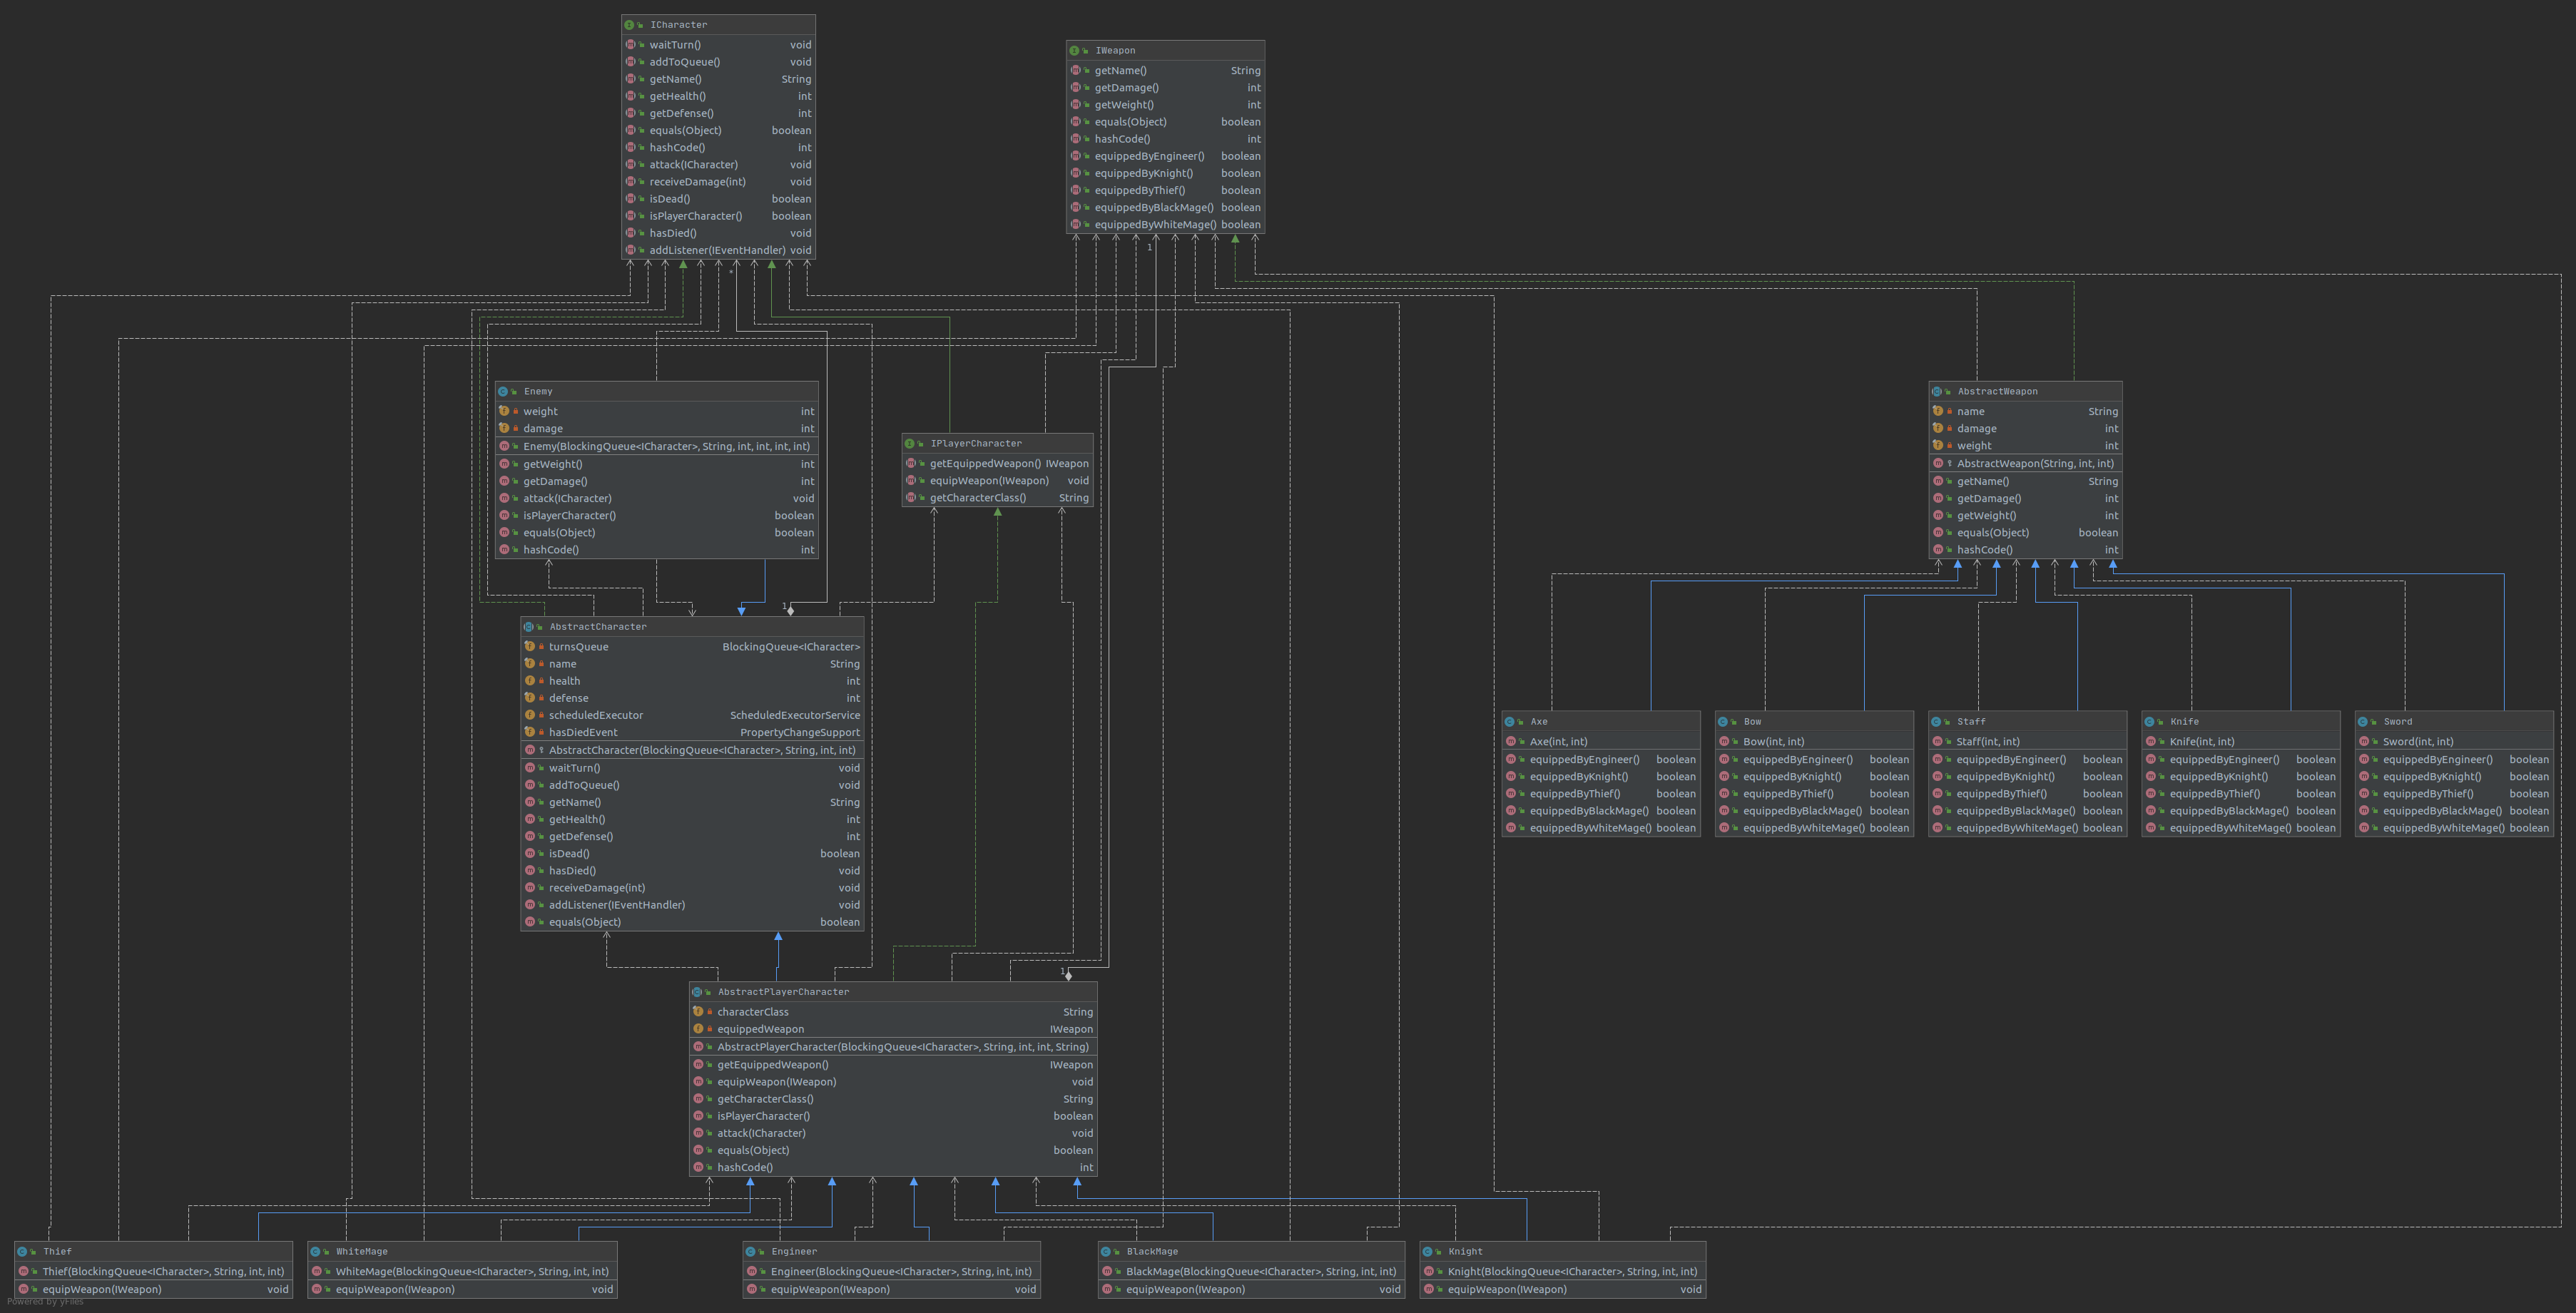 ICharacter
waitTurn() void
addToQueue() void
getName() String
getHealth() int
getDefense() int
equals(Object) boolean
hashCode() int
attack(ICharacter) void
receiveDamage(int) void
isDead() boolean
isPlayerCharacter() boolean
hasDied() void
addListener(IEventHandler) void
*
IWeapon
getName() String
getDamage() int
getWeight() int
equals(Object) boolean
hashCode() int
equippedByEngineer() boolean
equippedByKnight() boolean
equippedByThief() boolean
equippedByBlackMage() boolean
equippedByWhiteMage() boolean
1
Enemy
weight int
damage int
Enemy(BlockingQueue<ICharacter>, String, int, int, int, int)
getWeight() int
getDamage() int
attack(ICharacter) void
isPlayerCharacter() boolean
equals(Object) boolean
hashCode() int
IPlayerCharacter
getEquippedWeapon() IWeapon
equipWeapon(IWeapon) void
getCharacterClass() String
AbstractWeapon
name String
damage int
weight int
AbstractWeapon(String, int, int)
getName() String
getDamage() int
getWeight() int
equals(Object) boolean
hashCode() int
1
AbstractCharacter
turnsQueue BlockingQueue<ICharacter>
name String
health int
defense int
scheduledExecutor ScheduledExecutorService
hasDiedEvent PropertyChangeSupport
AbstractCharacter(BlockingQueue<ICharacter>, String, int, int)
waitTurn() void
addToQueue() void
getName() String
getHealth() int
getDefense() int
isDead() boolean
hasDied() void
receiveDamage(int) void
addListener(IEventHandler) void
equals(Object) boolean
Axe
Axe(int, int)
equippedByEngineer() boolean
equippedByKnight() boolean
equippedByThief() boolean
equippedByBlackMage() boolean
equippedByWhiteMage() boolean
Bow
Bow(int, int)
equippedByEngineer() boolean
equippedByKnight() boolean
equippedByThief() boolean
equippedByBlackMage() boolean
equippedByWhiteMage() boolean
Staff
Staff(int, int)
equippedByEngineer() boolean
equippedByKnight() boolean
equippedByThief() boolean
equippedByBlackMage() boolean
equippedByWhiteMage() boolean
Knife
Knife(int, int)
equippedByEngineer() boolean
equippedByKnight() boolean
equippedByThief() boolean
equippedByBlackMage() boolean
equippedByWhiteMage() boolean
Sword
Sword(int, int)
equippedByEngineer() boolean
equippedByKnight() boolean
equippedByThief() boolean
equippedByBlackMage() boolean
equippedByWhiteMage() boolean
1
AbstractPlayerCharacter
characterClass String
equippedWeapon IWeapon
AbstractPlayerCharacter(BlockingQueue<ICharacter>, String, int, int, String)
getEquippedWeapon() IWeapon
equipWeapon(IWeapon) void
getCharacterClass() String
isPlayerCharacter() boolean
attack(ICharacter) void
equals(Object) boolean
hashCode() int
Thief
Thief(BlockingQueue<ICharacter>, String, int, int)
equipWeapon(IWeapon) void
WhiteMage
WhiteMage(BlockingQueue<ICharacter>, String, int, int)
equipWeapon(IWeapon) void
Engineer
Engineer(BlockingQueue<ICharacter>, String, int, int)
equipWeapon(IWeapon) void
BlackMage
BlackMage(BlockingQueue<ICharacter>, String, int, int)
equipWeapon(IWeapon) void
Knight
Knight(BlockingQueue<ICharacter>, String, int, int)
equipWeapon(IWeapon) void
Powered by yFiles